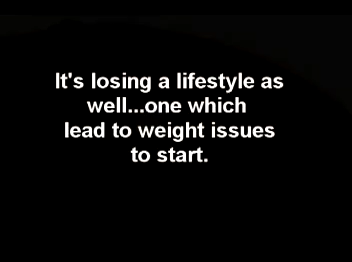 It's losing a lifestyle as
well...one which
lead to weight issues
to start.